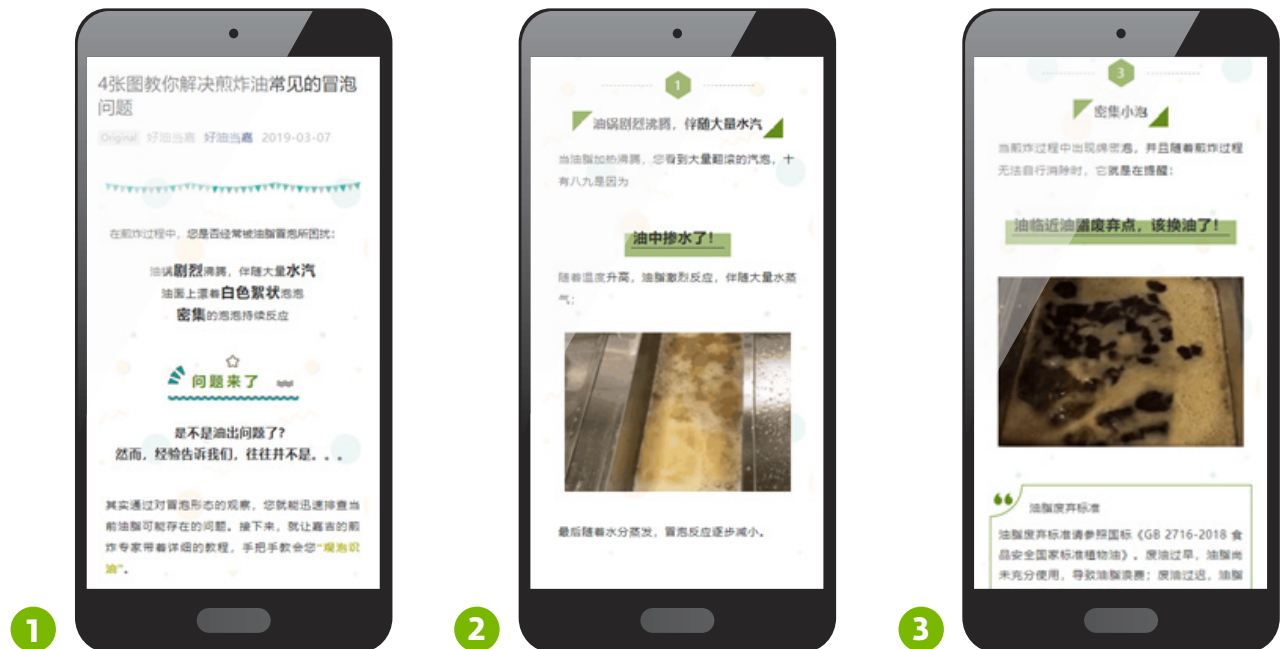 4张图教你解决煎炸油常见的冒泡
问题
Original 好油当嘉 好油当嘉 2019-03-07
在煎炸过程中，您是否经常被油脂冒泡所困扰：
油锅剧烈沸腾，伴随大量水汽
油面上漂着白色絮状泡泡
密集的泡泡持续反应
问题来了
是不是油出问题了?
然而，经验告诉我们，往往并不是。。。
其实通过对冒泡形态的观察，您就能迅速排查当
前油脂可能存在的问题。接下来，就让嘉吉的煎
炸专家带着详细的教程，手把手教会您“观泡识
油”。
1
1
油锅剧烈沸腾，伴随大量水汽
当油脂加热沸腾，您看到大量翻滚的汽泡，十
有八九是因为
油中掺水了！
随着温度升高，油脂激烈反应，伴随大量水蒸
气；
最后随着水分蒸发，冒泡反应逐步减小。
2
3
密集小泡
当煎炸过程中出现绵密泡，并且随着煎炸过程
无法自行消除时，它就是在提醒：
油临近油脂废弃点，该换油了！
油脂废弃标准
油脂废弃标准请参照国标《GB 2716-2018 食
品安全国家标准植物油》。废油过早，油脂尚
未充分使用，导致油脂浪费；废油过迟，油脂
3